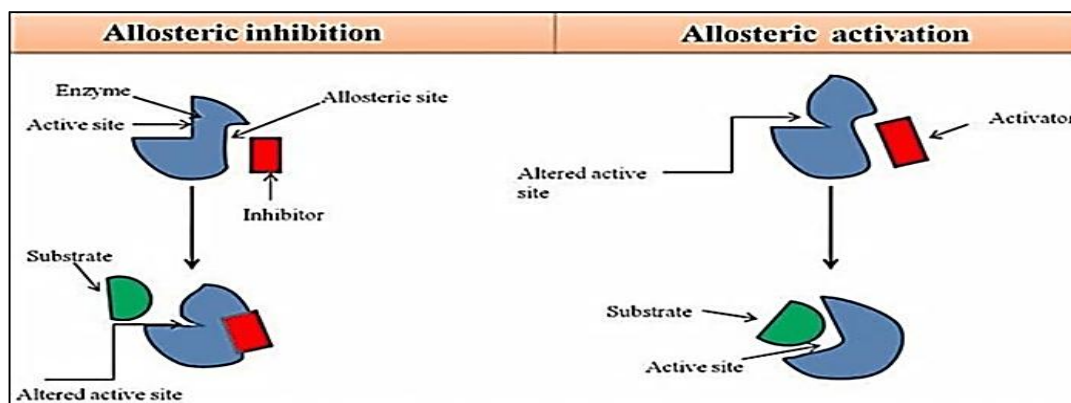 Allosteric inhibition
Enzyme
Active site
Allosteric site
Inhibitor
Substrate
Altered active site
Allosteric activation
Activator
Altered active
site
Substrate
Active site